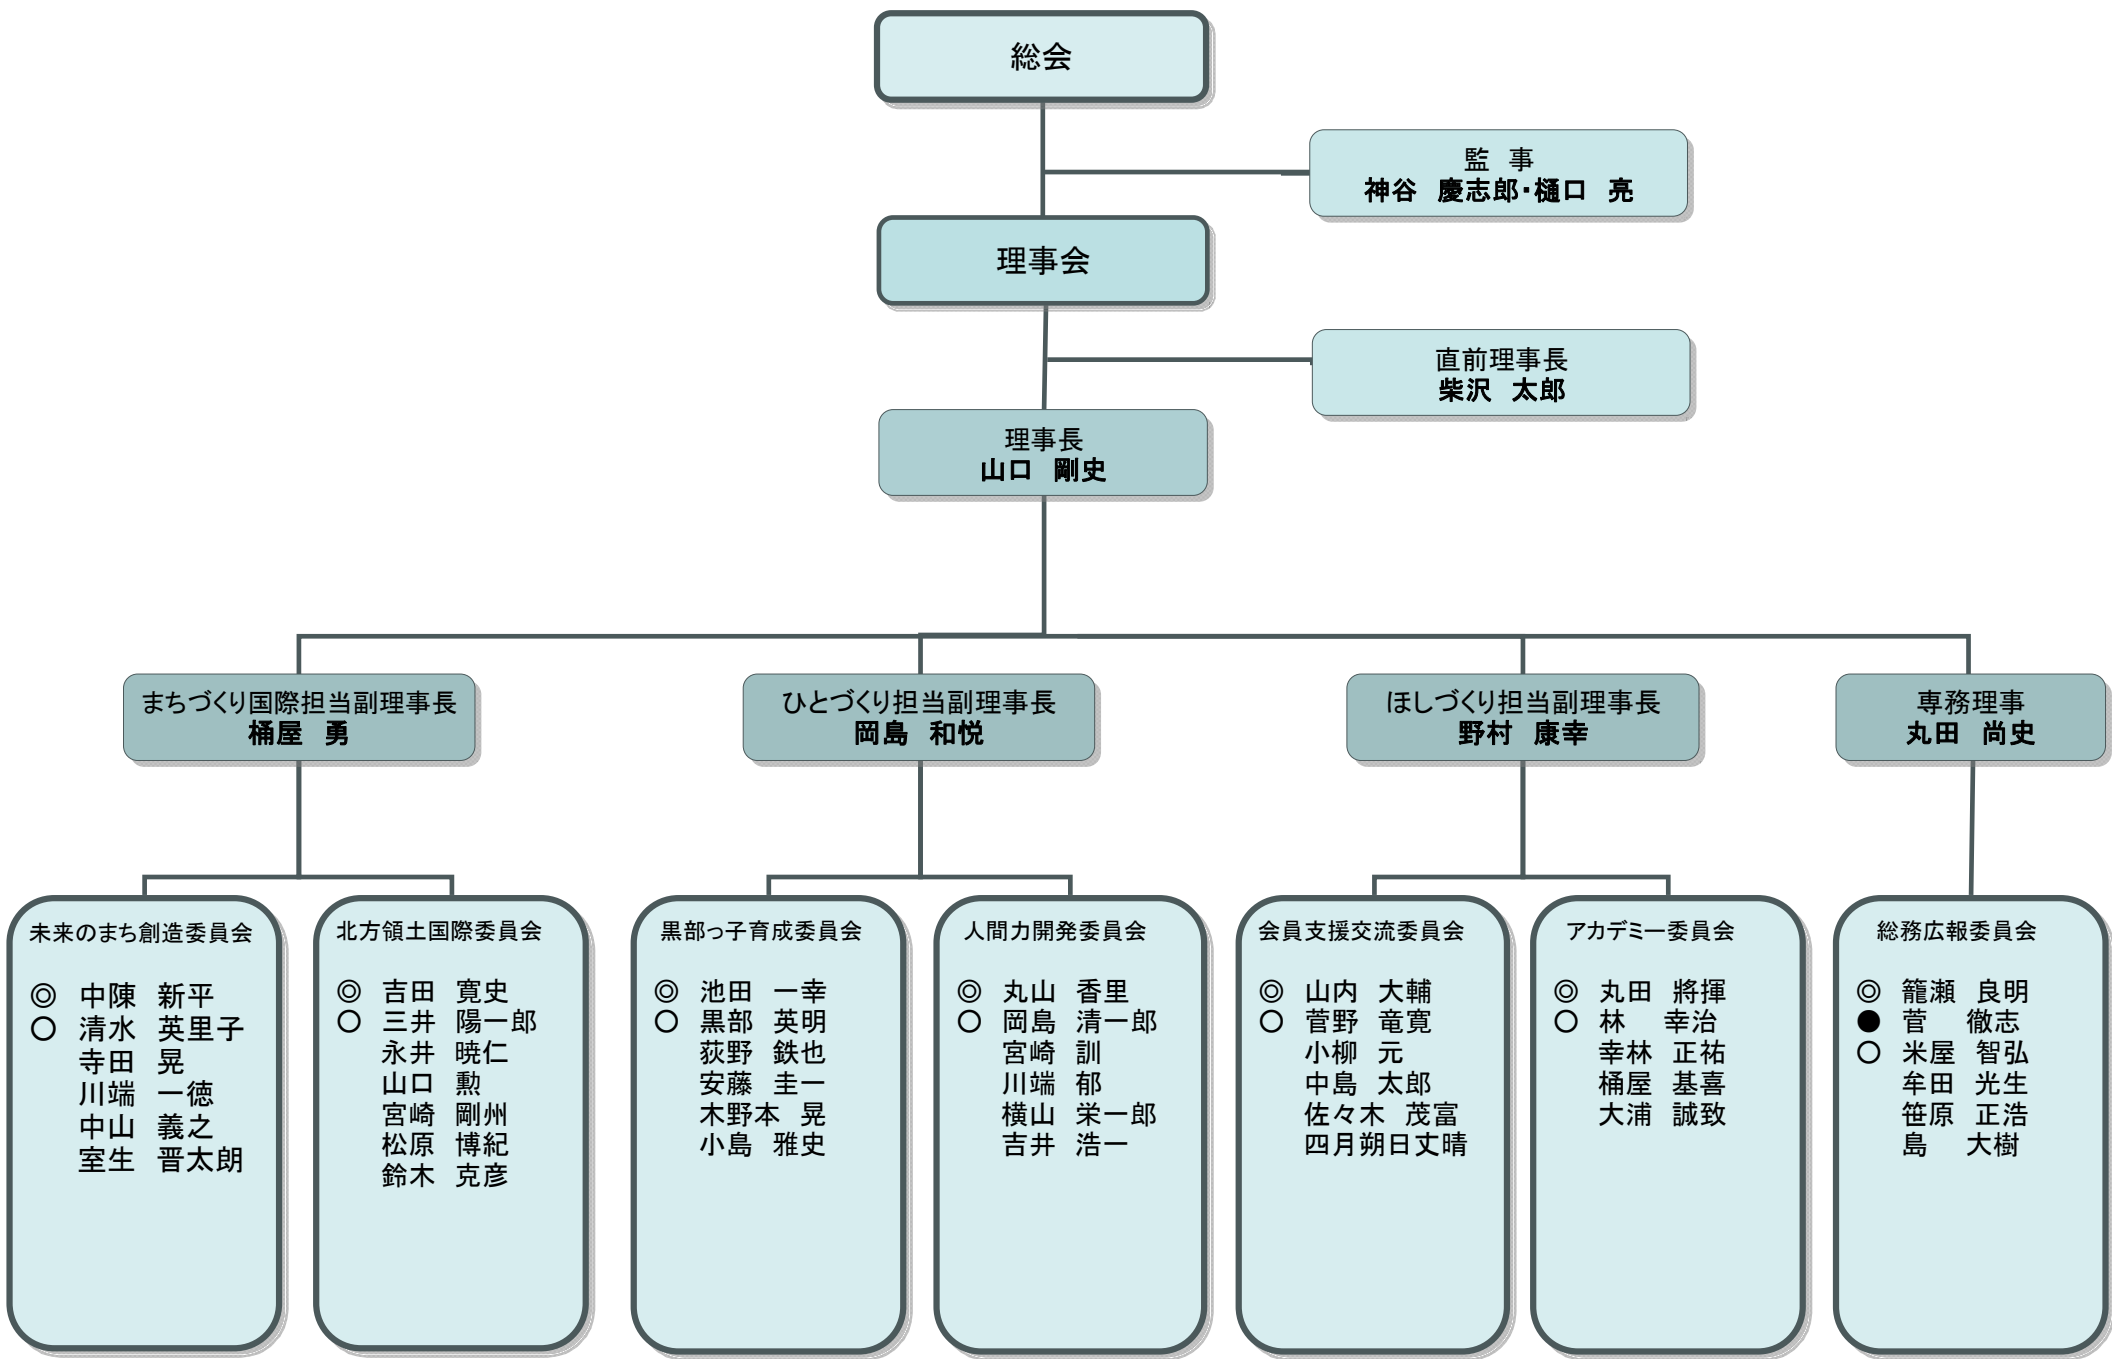 総会
監　事
神谷　慶志郎・樋口　亮
理事会
直前理事長
柴沢　太郎
理事長
山口　剛史
まちづくり国際担当副理事長
桶屋　勇
ひとづくり担当副理事長
岡島　和悦
ほしづくり担当副理事長
野村　康幸
専務理事
丸田　尚史
未来のまち創造委員会
◎　中陳　新平
○　清水　英里子
寺田　晃
川端　一徳
中山　義之
室生　晋太朗
北方領土国際委員会
◎　吉田　寛史
○　三井　陽一郎
永井　暁仁
山口　勲
宮崎　剛州
松原　博紀
鈴木　克彦
黒部っ子育成委員会
◎　池田　一幸
○　黒部　英明
荻野　鉄也
安藤　圭一
木野本　晃
小島　雅史
人間力開発委員会
◎　丸山　香里
○　岡島　清一郎
宮崎　訓
川端　郁
横山　栄一郎
吉井　浩一
会員支援交流委員会
◎　山内　大輔
○　菅野　竜寛
小柳　元
中島　太郎
佐々木　茂富
四月朔日丈晴
アカデミー委員会
◎　丸田　將揮
○　林　　幸治
幸林　正祐
桶屋　基喜
大浦　誠致
総務広報委員会
◎　籠瀬　良明
●　菅　　徹志
○　米屋　智弘
牟田　光生
笹原　正浩
島　　大樹